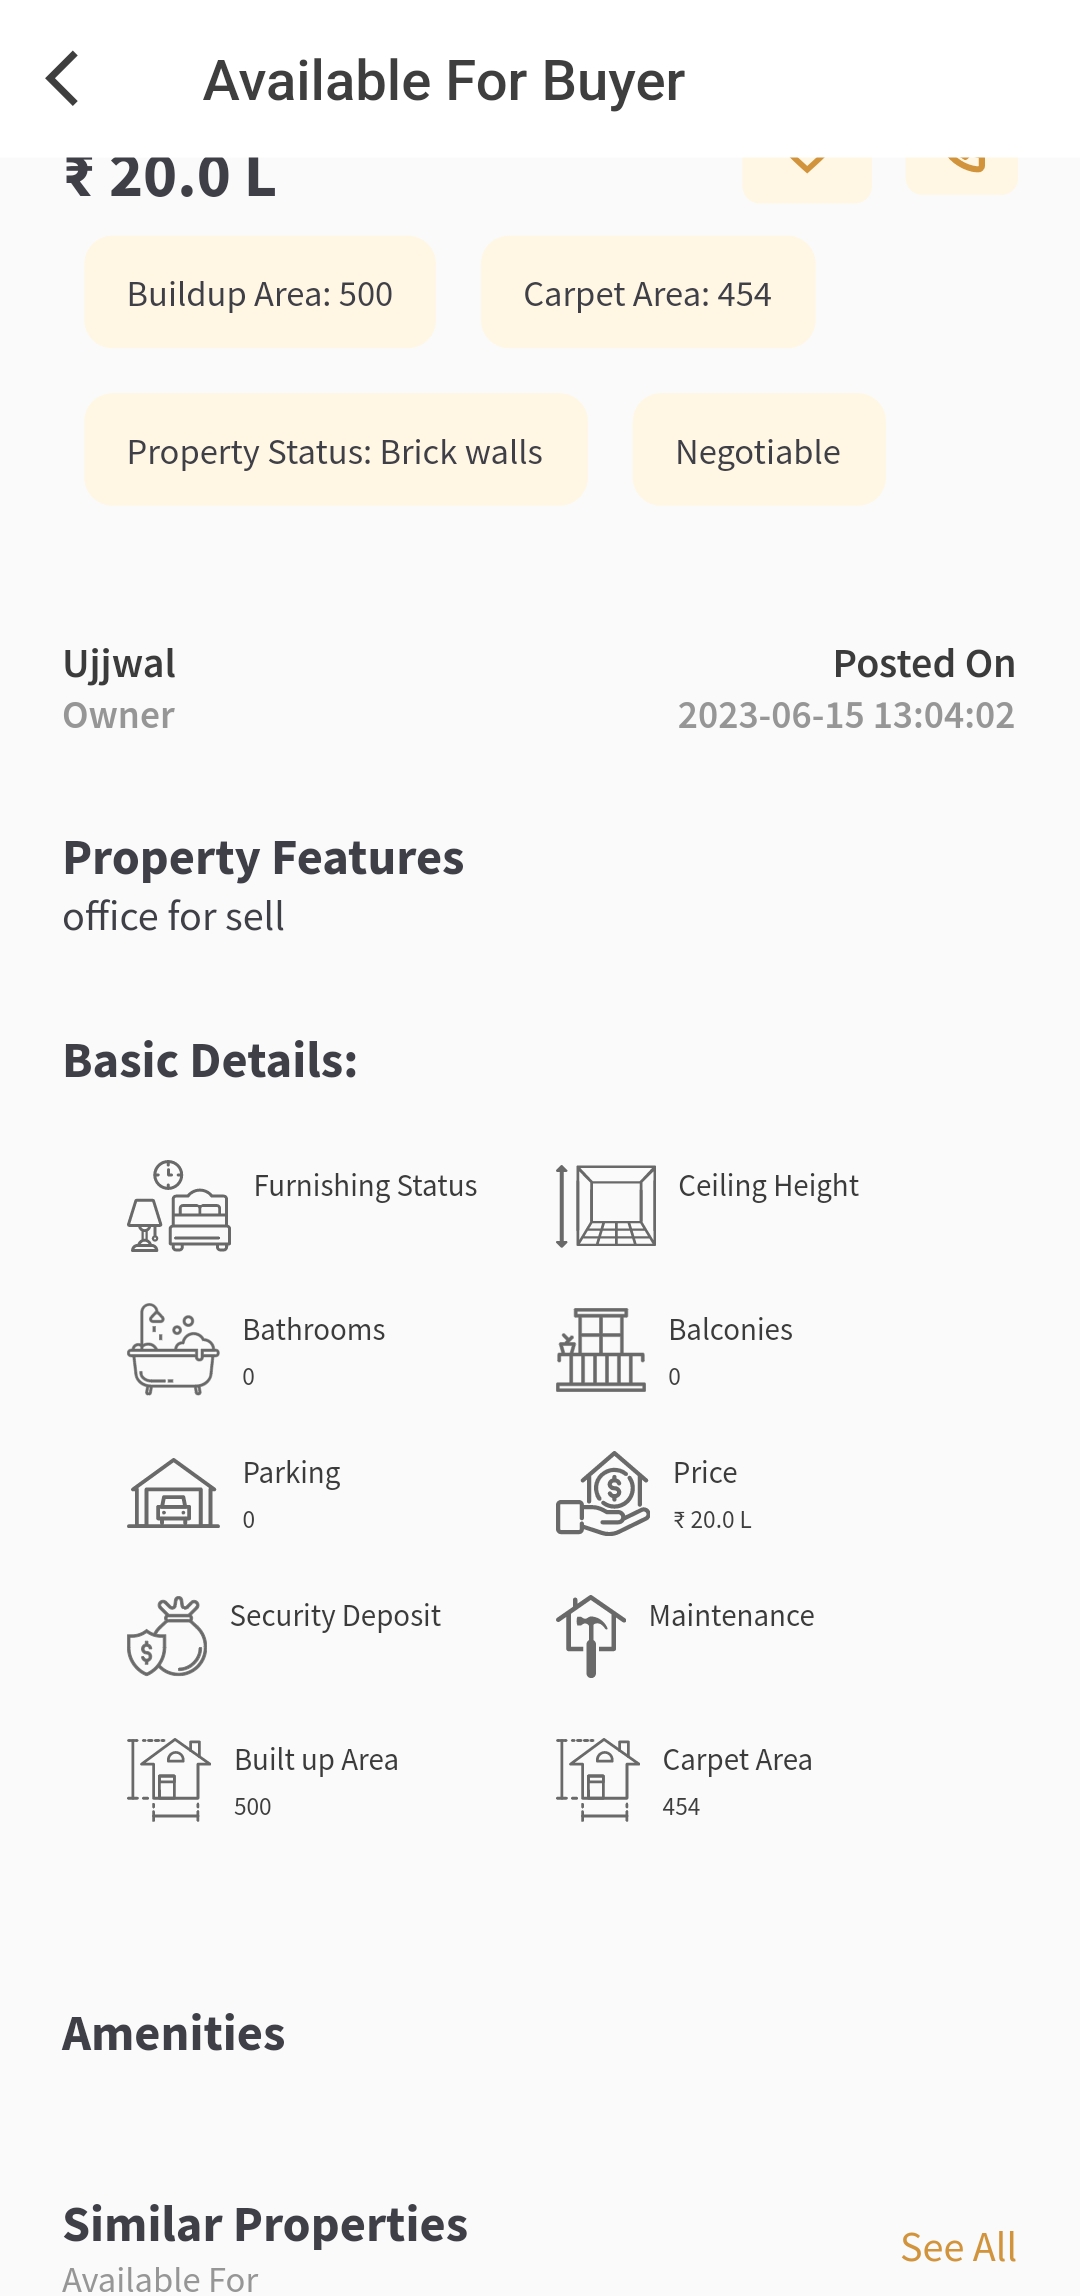 Available For Buyer
₹ 20.0 L
Buildup Area: 500
Carpet Area: 454
Property Status: Brick walls
Negotiable
Ujjwal
Posted On
Owner
2023-06-15 13:04:02
Property Features
office for sell
Basic Details:
Furnishing Status
Ceiling Height
Bathrooms
Balconies
0
0
Parking
Price
0
₹ 20.0 L
Security Deposit
Maintenance
Built up Area
Carpet Area
500
454
Amenities
Similar Properties
See All
Available For